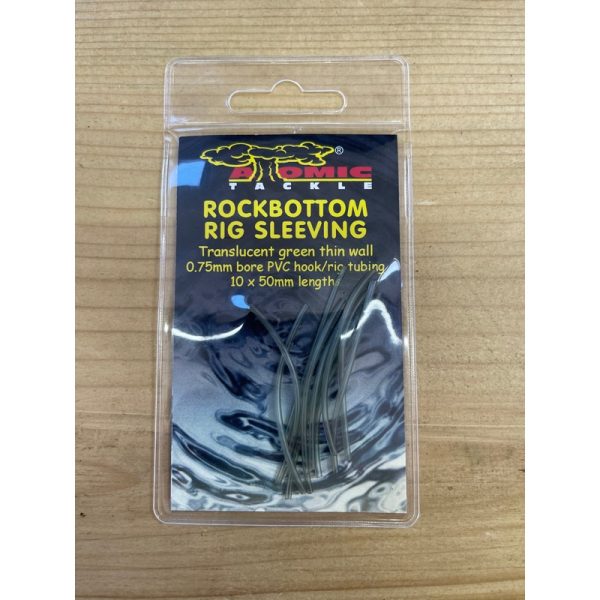 ATOMIC®
TACKLE
ROCKBOTTOM
RIG SLEEVING
Translucent green thin wall
0.75mm bore PVC hook/rig tubing
10 x 50mm lengths